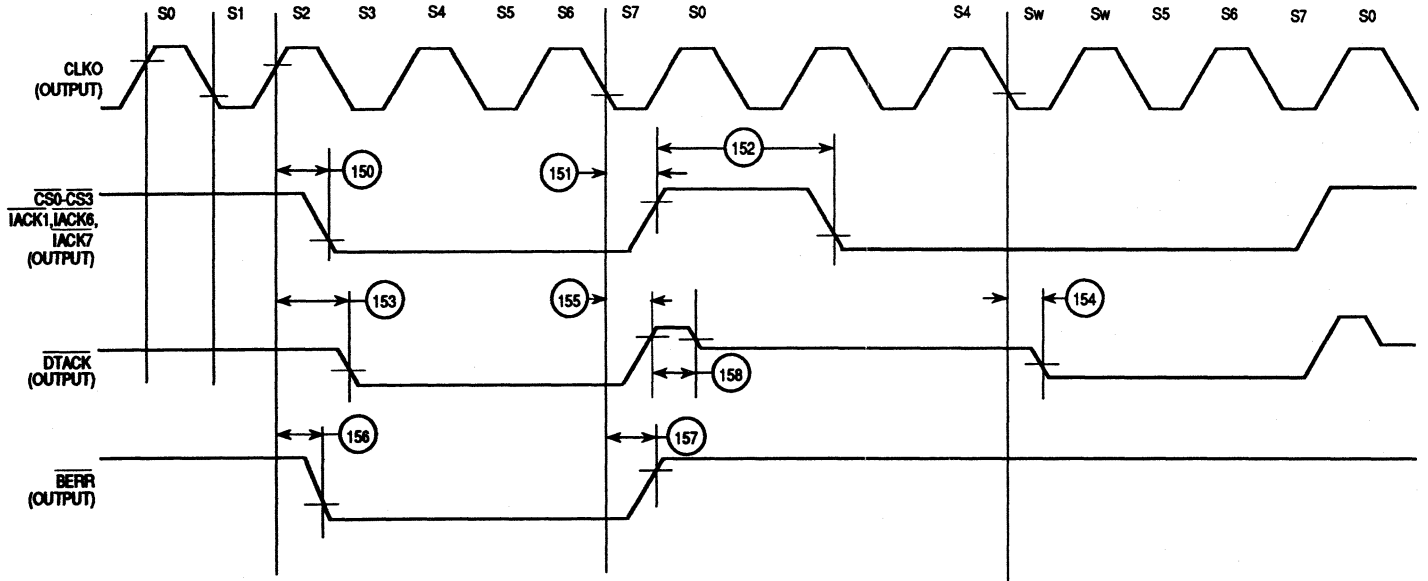 S0 S1 S2 S3 S4 S5 S6 S7 S0 S4 Sw Sw S5 S6 S7 S0
CLKO
(OUTPUT)
150
151
152
CS0-CS3
IACK1,IACK6,
IACK7
(OUTPUT)
153
155
154
DTACK
(OUTPUT)
158
156
157
BERR
(OUTPUT)